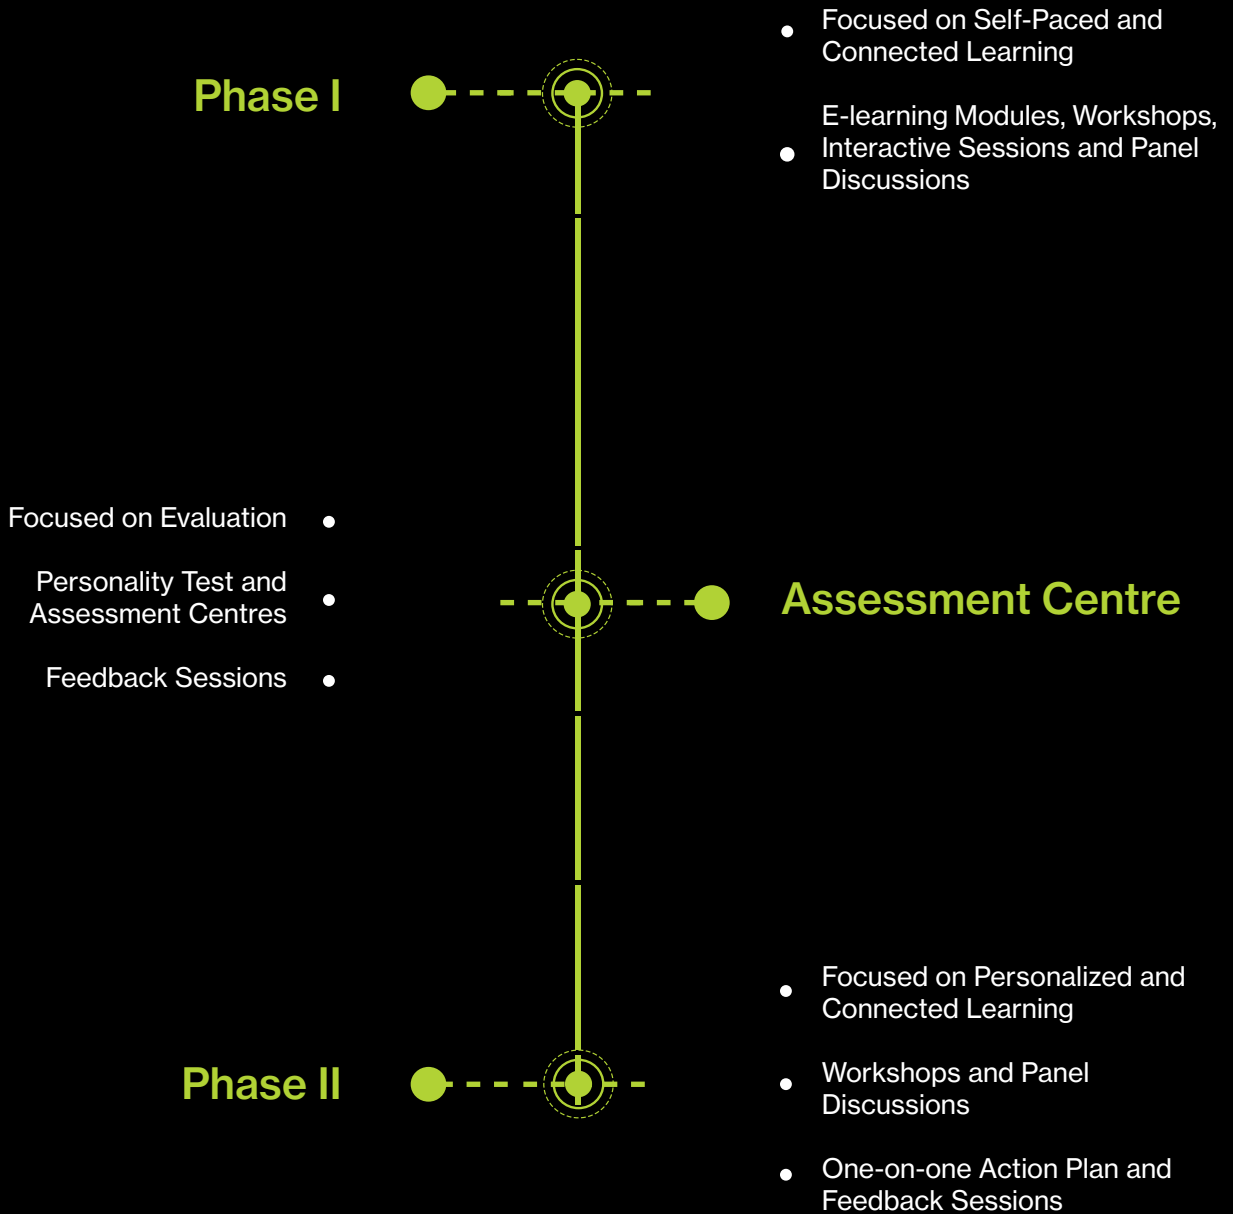 Phase I
Focused on Self-Paced and
Connected Learning
E-learning Modules, Workshops,
Interactive Sessions and Panel
Discussions
Focused on Evaluation
Personality Test and
Assessment Centres
Feedback Sessions
Assessment Centre
Phase II
Focused on Personalized and
Connected Learning
Workshops and Panel
Discussions
One-on-one Action Plan and
Feedback Sessions